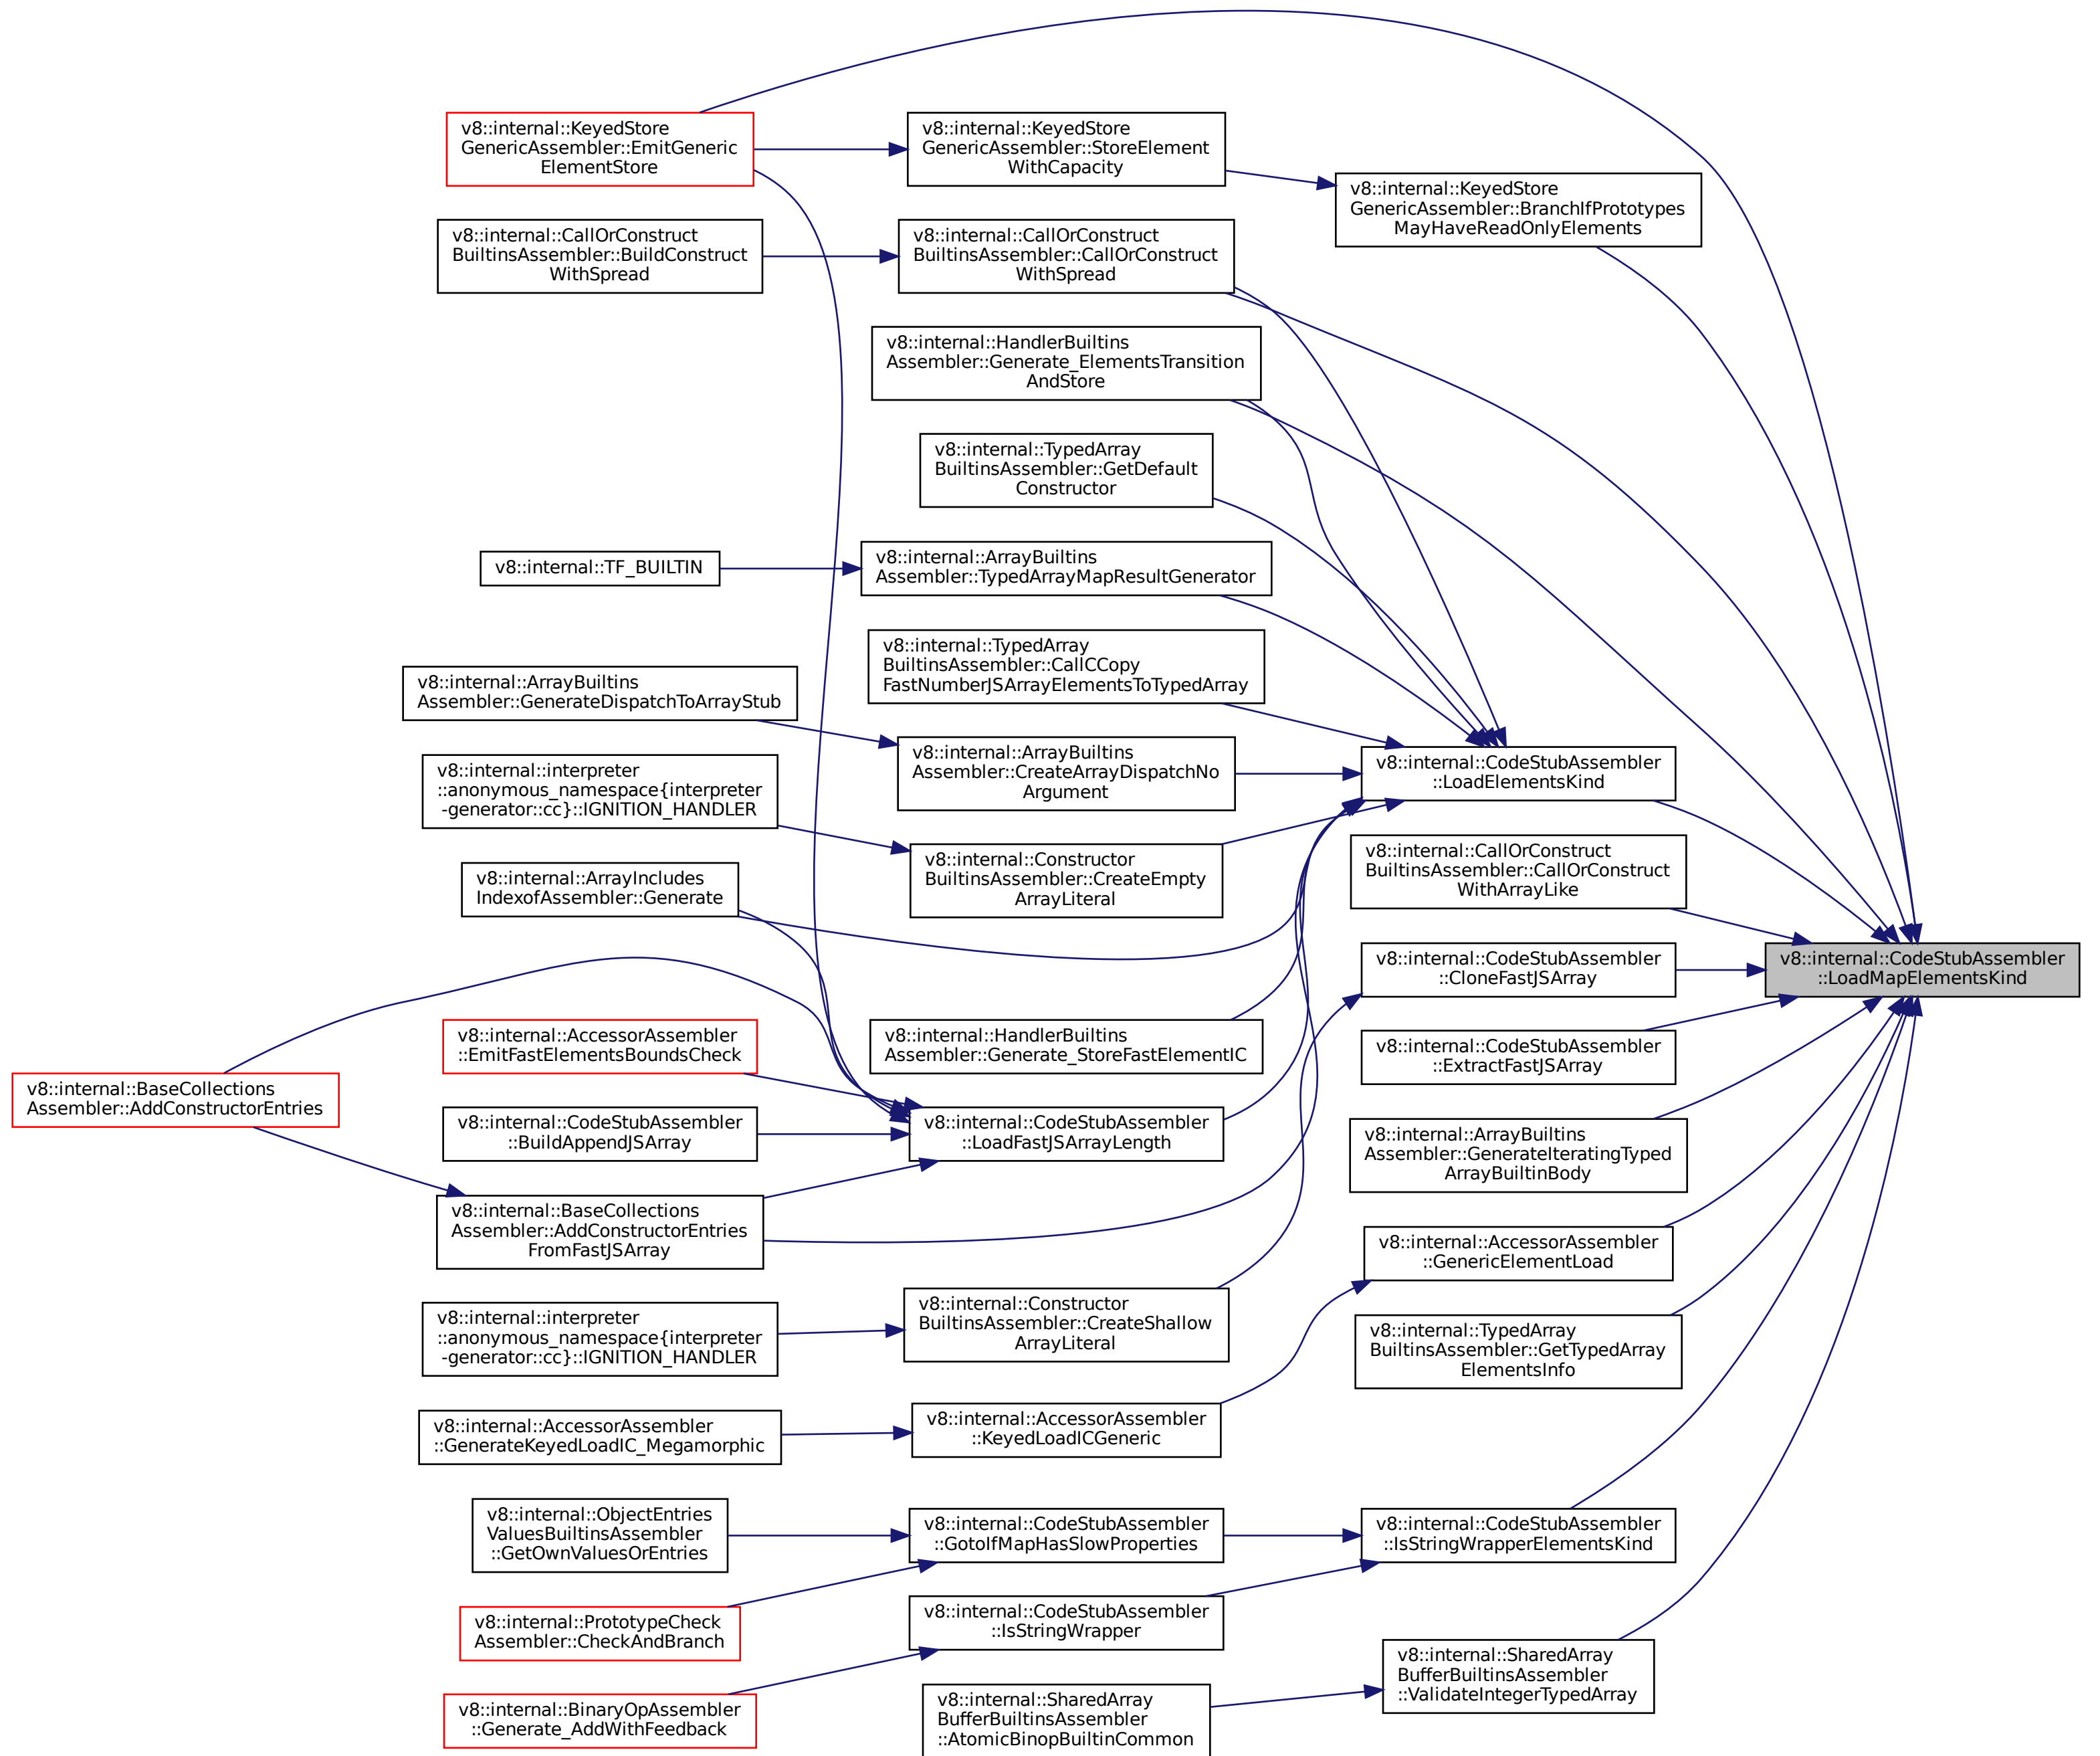 v8::internal::KeyedStore
GenericAssembler::EmitGeneric
ElementStore
v8::internal::KeyedStore
GenericAssembler::StoreElement
WithCapacity
v8::internal::KeyedStore
GenericAssembler::BranchIfPrototypes
MayHaveReadOnlyElements
v8::internal::CallOrConstruct
BuiltinsAssembler::BuildConstruct
WithSpread
v8::internal::CallOrConstruct
BuiltinsAssembler::CallOrConstruct
WithSpread
v8::internal::HandlerBuiltins
Assembler::Generate_ElementsTransition
AndStore
v8::internal::TypedArray
BuiltinsAssembler::GetDefault
Constructor
v8::internal::TF_BUILTIN
v8::internal::ArrayBuiltins
Assembler::TypedArrayMapResultGenerator
v8::internal::TypedArray
BuiltinsAssembler::CallCCopy
FastNumberJSArrayElementsToTypedArray
v8::internal::ArrayBuiltins
Assembler::GenerateDispatchToArrayStub
v8::internal::ArrayBuiltins
Assembler::CreateArrayDispatchNo
Argument
v8::internal::CodeStubAssembler
::LoadElementsKind
v8::internal::interpreter
::anonymous_namespace{interpreter
-generator::cc}::IGNITION_HANDLER
v8::internal::Constructor
BuiltinsAssembler::CreateEmpty
ArrayLiteral
v8::internal::CallOrConstruct
BuiltinsAssembler::CallOrConstruct
WithArrayLike
v8::internal::ArrayIncludes
IndexofAssembler::Generate
v8::internal::CodeStubAssembler
::CloneFastJSArray
v8::internal::CodeStubAssembler
::LoadMapElementsKind
v8::internal::AccessorAssembler
::EmitFastElementsBoundsCheck
v8::internal::HandlerBuiltins
Assembler::Generate_StoreFastElementIC
v8::internal::CodeStubAssembler
::ExtractFastJSArray
v8::internal::BaseCollections
Assembler::AddConstructorEntries
v8::internal::CodeStubAssembler
::BuildAppendJSArray
v8::internal::CodeStubAssembler
::LoadFastJSArrayLength
v8::internal::ArrayBuiltins
Assembler::GenerateIteratingTyped
ArrayBuiltinBody
v8::internal::BaseCollections
Assembler::AddConstructorEntries
FromFastJSArray
v8::internal::AccessorAssembler
::GenericElementLoad
v8::internal::interpreter
::anonymous_namespace{interpreter
-generator::cc}::IGNITION_HANDLER
v8::internal::Constructor
BuiltinsAssembler::CreateShallow
ArrayLiteral
v8::internal::TypedArray
BuiltinsAssembler::GetTypedArray
ElementsInfo
v8::internal::AccessorAssembler
::GenerateKeyedLoadIC_Megamorphic
v8::internal::AccessorAssembler
::KeyedLoadICGeneric
v8::internal::ObjectEntries
ValuesBuiltinsAssembler
::GetOwnValuesOrEntries
v8::internal::CodeStubAssembler
::GotoIfMapHasSlowProperties
v8::internal::CodeStubAssembler
::IsStringWrapperElementsKind
v8::internal::PrototypeCheck
Assembler::CheckAndBranch
v8::internal::CodeStubAssembler
::IsStringWrapper
v8::internal::SharedArray
BufferBuiltinsAssembler
::ValidateIntegerTypedArray
v8::internal::BinaryOpAssembler
::Generate_AddWithFeedback
v8::internal::SharedArray
BufferBuiltinsAssembler
::AtomicBinopBuiltinCommon